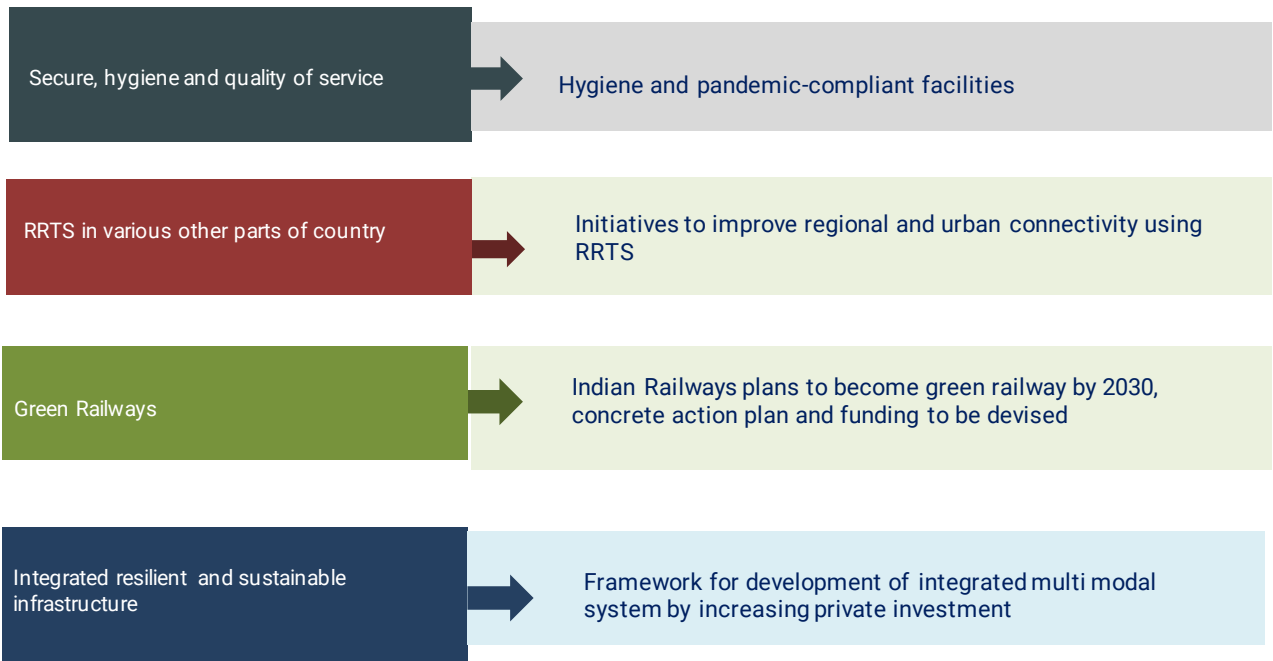 Secure, hygiene and quality of service
Hygiene and pandemic-compliant facilities
RRTS in various other parts of country
Initiatives to improve regional and urban connectivity using
RRTS
Green Railways
Indian Railways plans to become green railway by 2030,
concrete action plan and funding to be devised
Integrated resilient and sustainable
infrastructure
Framework for development of integrated multi modal
system by increasing private investment